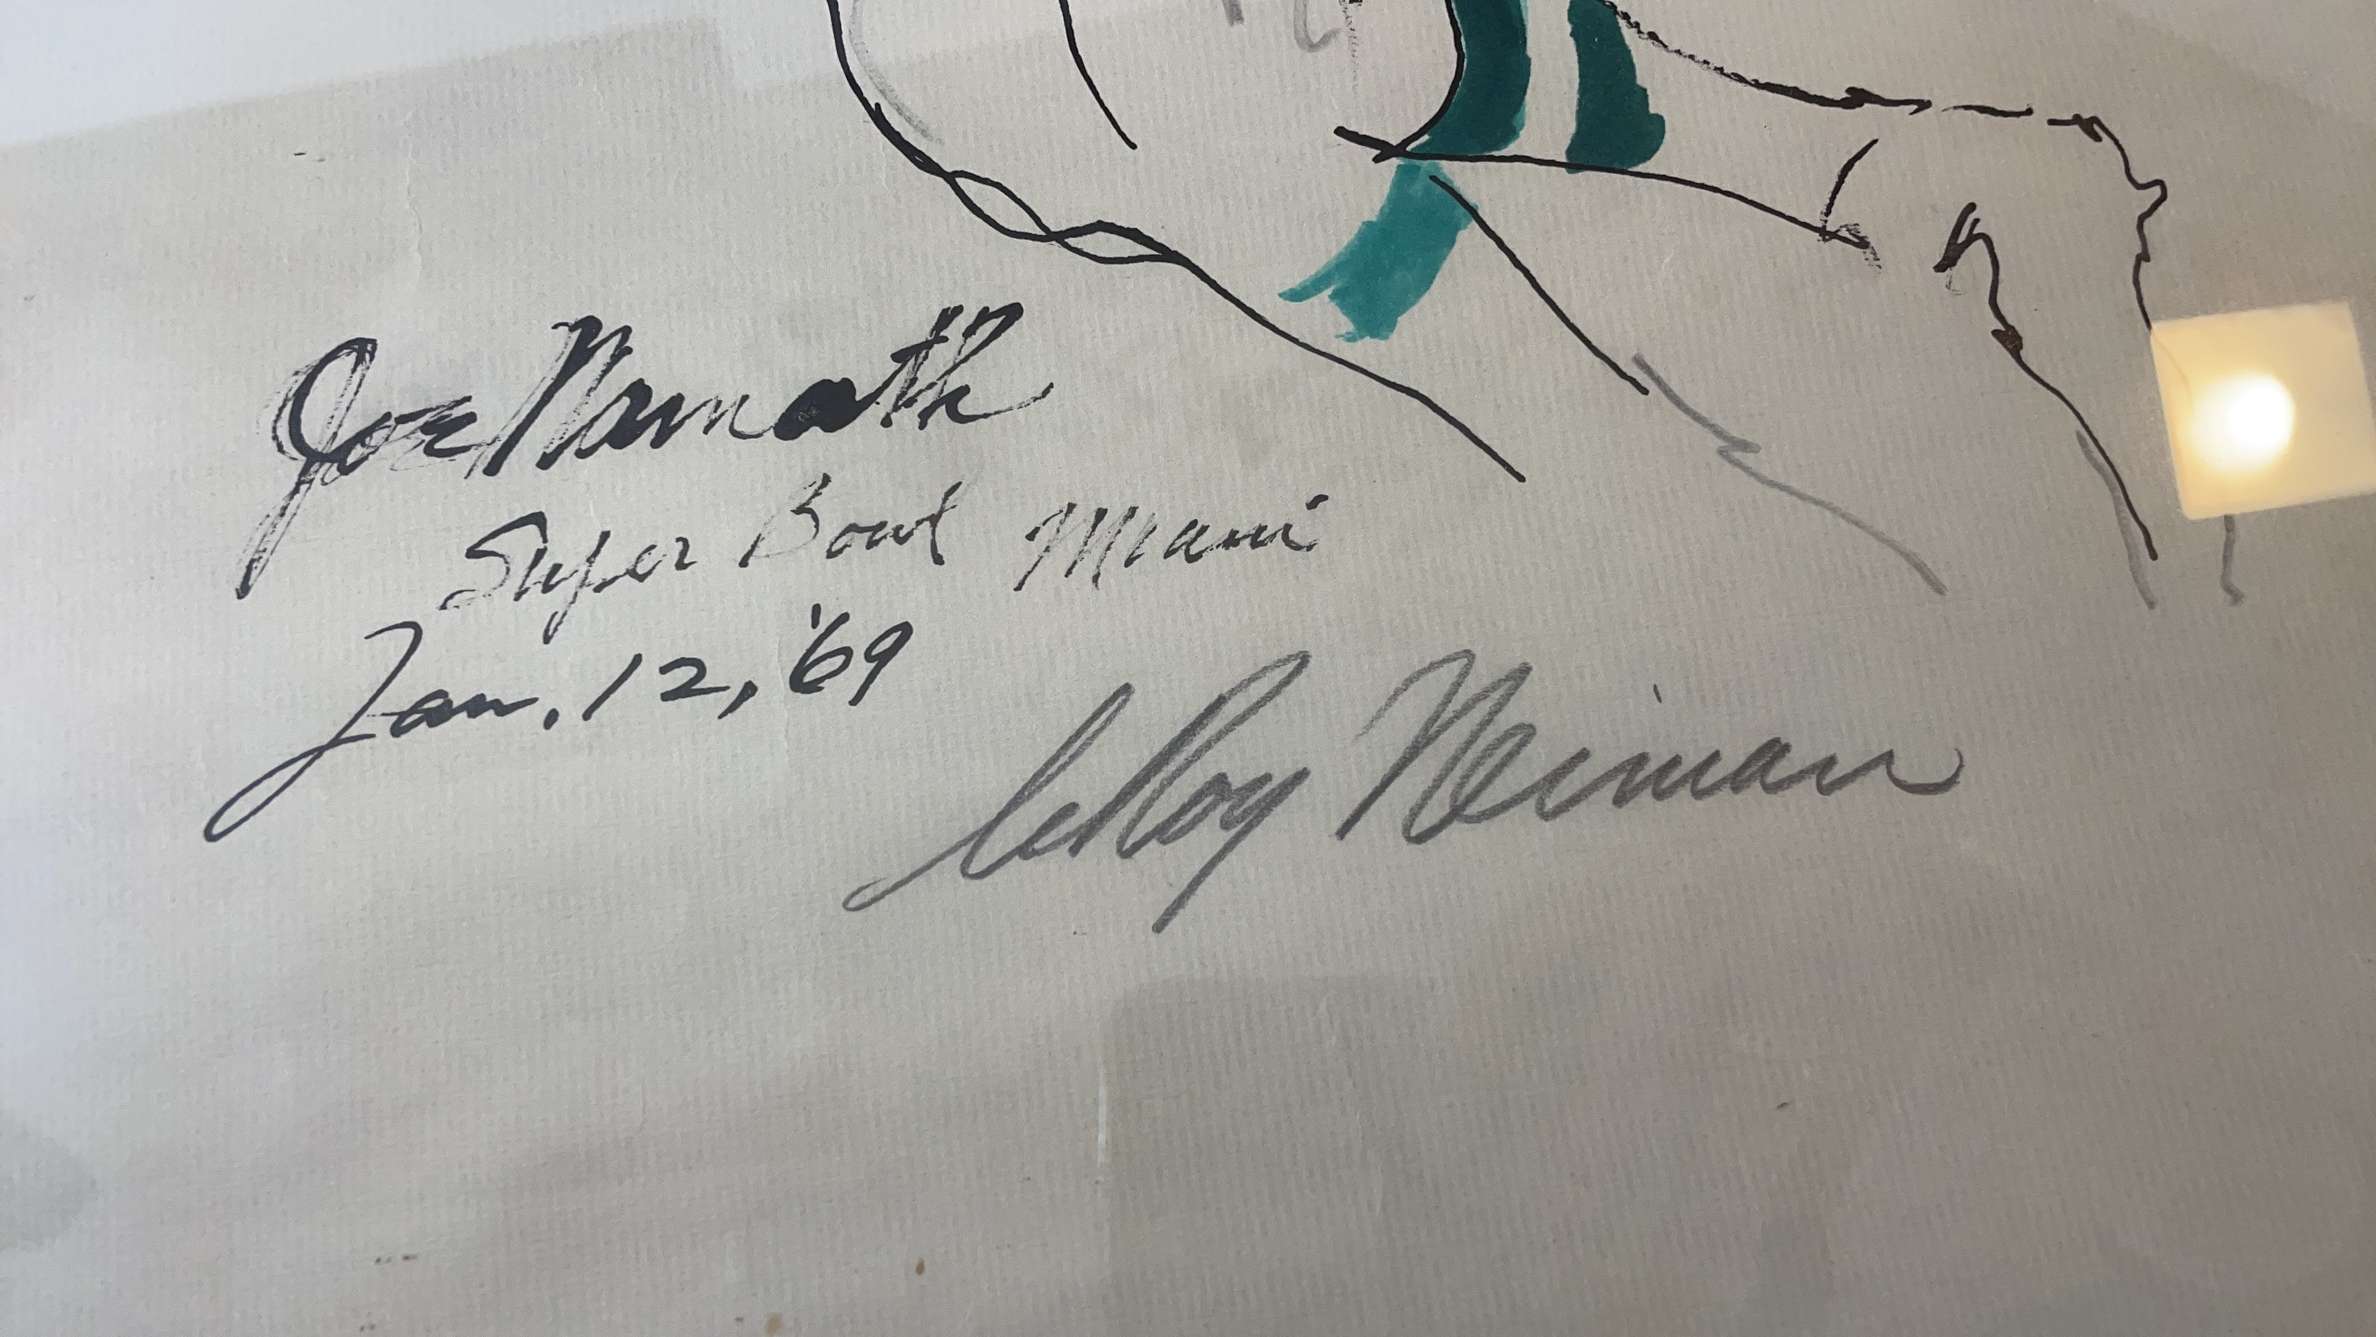 Joe Namath
Super Bowl Miami
Jan. 12, '69
LeRoy Neiman